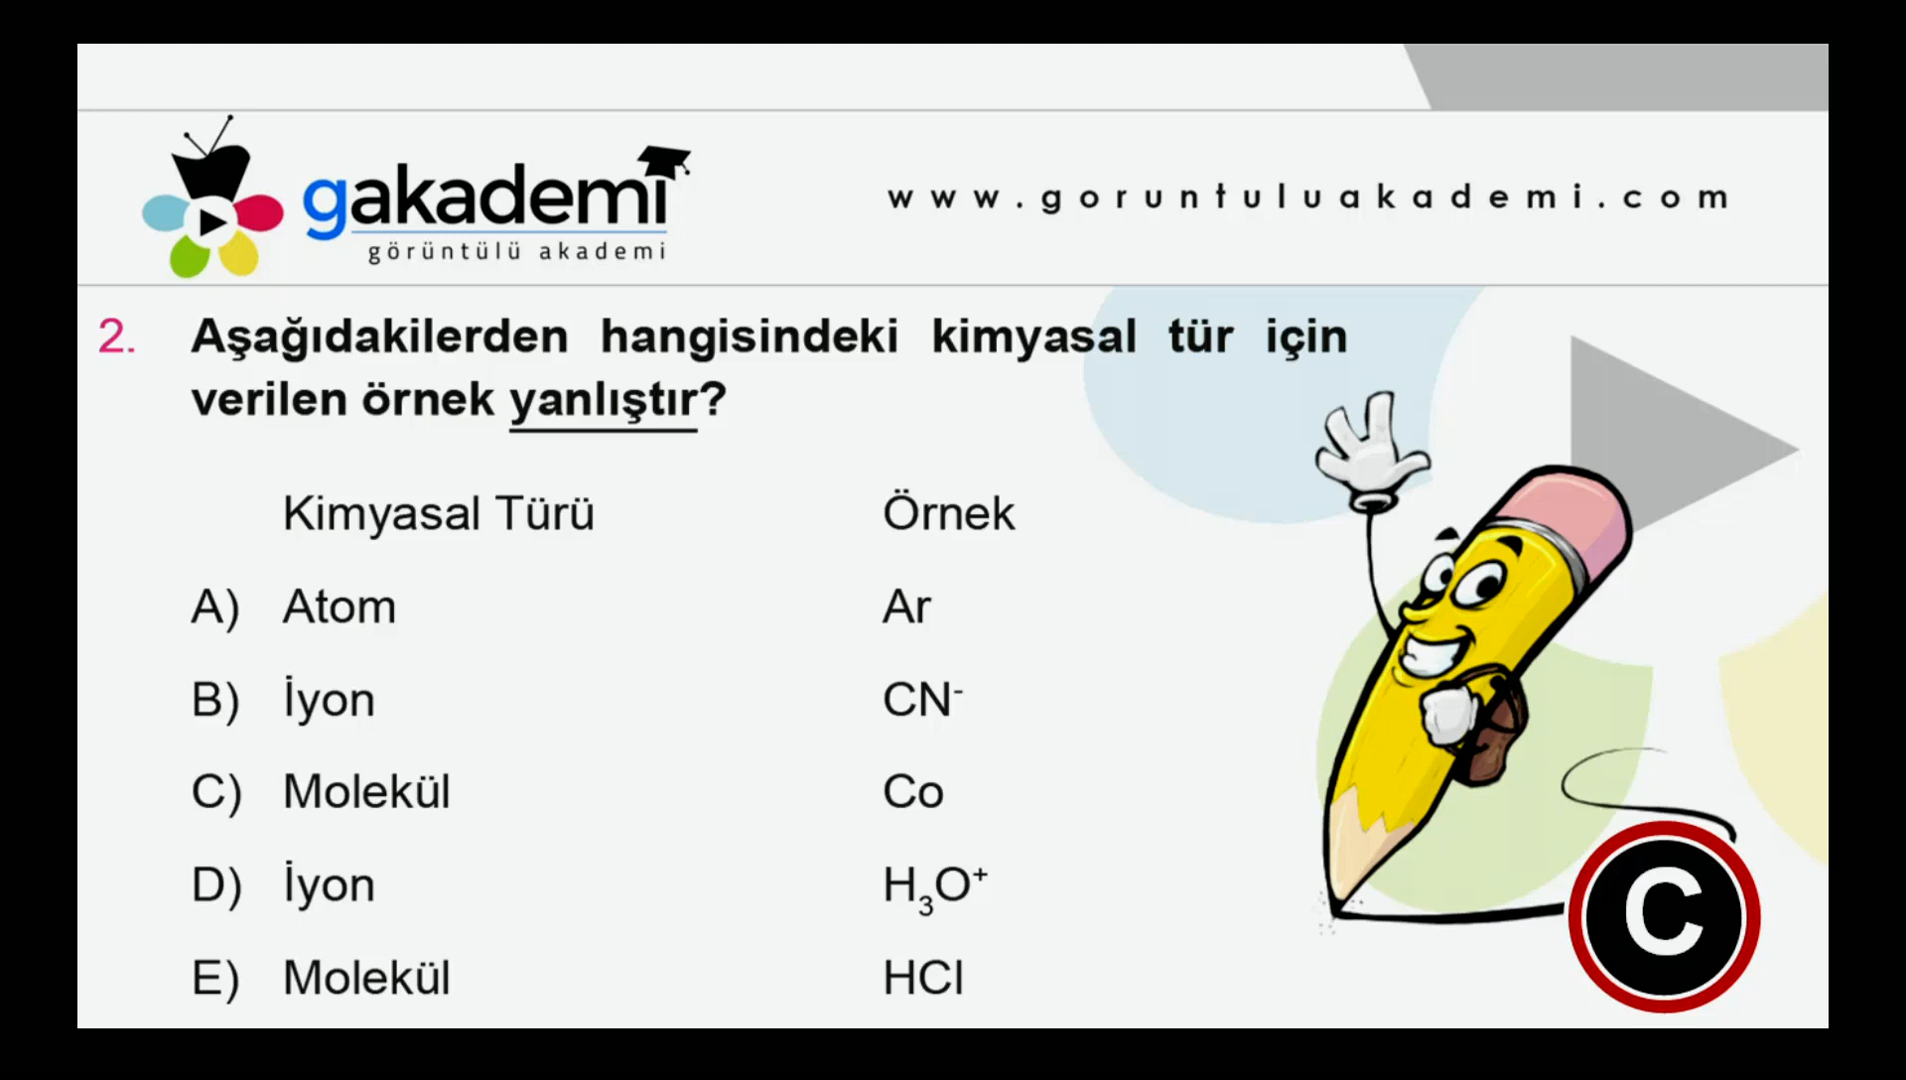 gakademi
görüntülü akademi
www.goruntuluakademi.com
2. Aşağıdakilerden hangisindeki kimyasal tür için
verilen örnek yanlıştır?
Kimyasal Türü Örnek
A) Atom Ar
B) İyon CN⁻
C) Molekül Co
D) İyon H₃O⁺
E) Molekül HCl
C